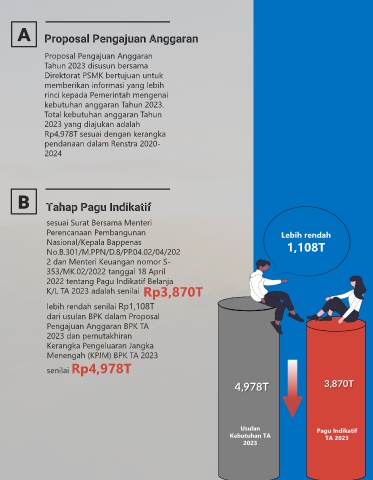 A
Proposal Pengajuan Anggaran
Proposal Pengajuan Anggaran
Tahun 2023 disusun bersama
Direktorat PSMK bertujuan untuk
memberikan informasi yang lebih
rinci kepada Pemerintah mengenai
kebutuhan anggaran Tahun 2023.
Total kebutuhan anggaran Tahun
2023 yang diajukan adalah
Rp4,978T sesuai dengan kerangka
pendanaan dalam Renstra 2020-
2024
B
Tahap Pagu Indikatif
sesuai Surat Bersama Menteri
Perencanaan Pembangunan
Nasional/Kepala Bappenas
No.B.301/M.PPN/D.8/PP.04.02/04/202
2 dan Menteri Keuangan nomor S-
353/MK.02/2022 tanggal 18 April
2022 tentang Pagu Indikatif Belanja
K/L TA 2023 adalah senilai Rp3,870T
lebih rendah senilai Rp1,108T
dari usulan BPK dalam Proposal
Pengajuan Anggaran BPK TA
2023 dan pemutakhiran
Kerangka Pengeluaran Jangka
Menengah (KPJM) BPK TA 2023
senilai Rp4,978T
Lebih rendah
1,108T
4,978T
Usulan
Kebutuhan TA
2023
3,870T
Pagu Indikatif
TA 2023